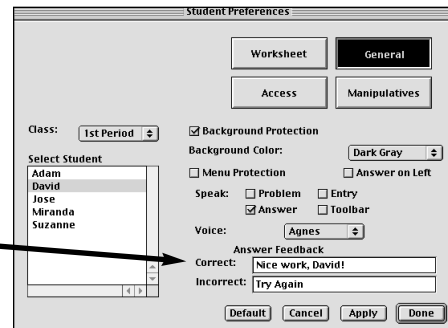 Student Preferences
Worksheet
General
Access
Manipulatives
Class: 1st Period
Background Protection
Background Color: Dark Gray
Select Student
Menu Protection Answer on Left
Adam
David
Jose
Miranda
Suzanne
Speak: Problem Entry
Answer Toolbar
Voice: Agnes
Answer Feedback
Correct: Nice work, David!
Incorrect: Try Again
Default Cancel Apply Done